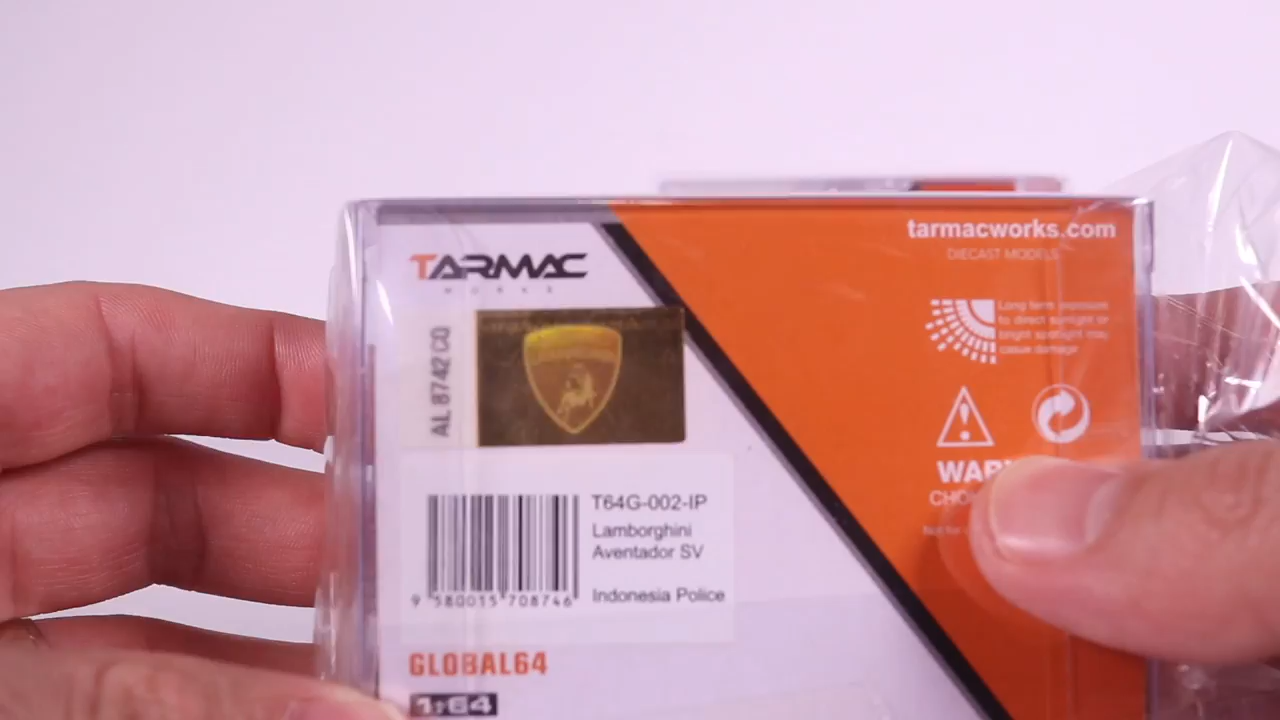 TARMAC
WORKS
tarmacworks.com
DIECAST MODELS
Long term exposure
to direct sunlight or
bright spotlight may
cause damage
AL 8742 CO
T64G-002-IP
Lamborghini
Aventador SV
Indonesia Police
9 580015 708746
GLOBAL64
1:64